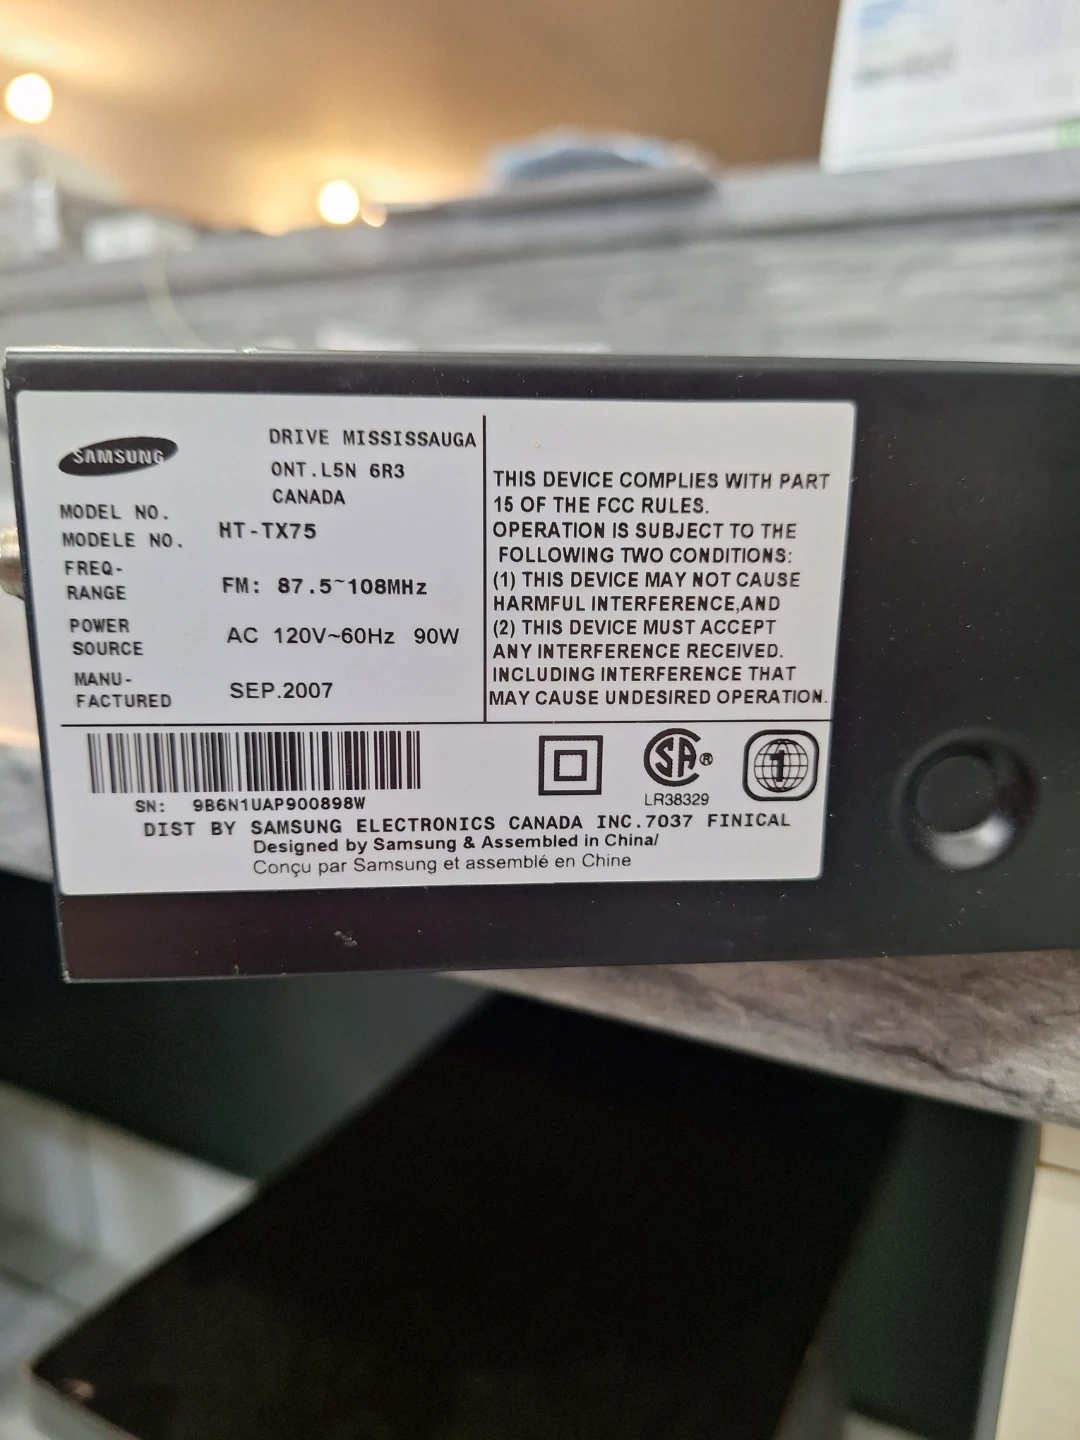 SAMSUNG
DRIVE MISSISSAUGA
ONT.L5N 6R3
CANADA
MODEL NO.
MODELE NO.
HT-TX75
FREQ-
RANGE
FM: 87.5~108MHz
POWER
SOURCE
AC 120V~60Hz 90W
MANU-
FACTURED
SEP.2007
THIS DEVICE COMPLIES WITH PART
15 OF THE FCC RULES.
OPERATION IS SUBJECT TO THE
FOLLOWING TWO CONDITIONS:
(1) THIS DEVICE MAY NOT CAUSE
HARMFUL INTERFERENCE,AND
(2) THIS DEVICE MUST ACCEPT
ANY INTERFERENCE RECEIVED.
INCLUDING INTERFERENCE THAT
MAY CAUSE UNDESIRED OPERATION.
SA®
1
LR38329
SN: 9B6N1UAP900898W
DIST BY SAMSUNG ELECTRONICS CANADA INC.7037 FINICAL
Designed by Samsung & Assembled in China/
Conçu par Samsung et assemblé en Chine